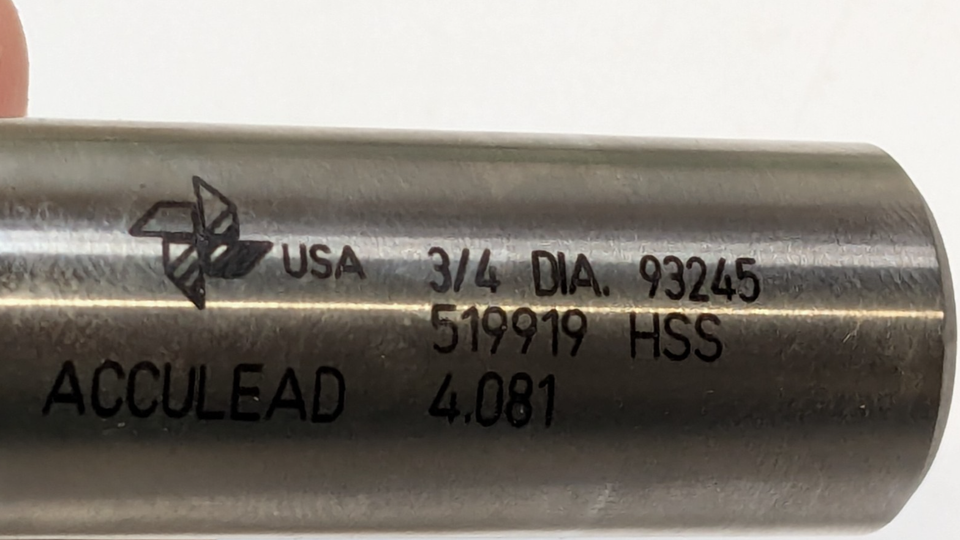 USA 3/4 DIA. 93245
519919 HSS
ACCULEAD 4.081